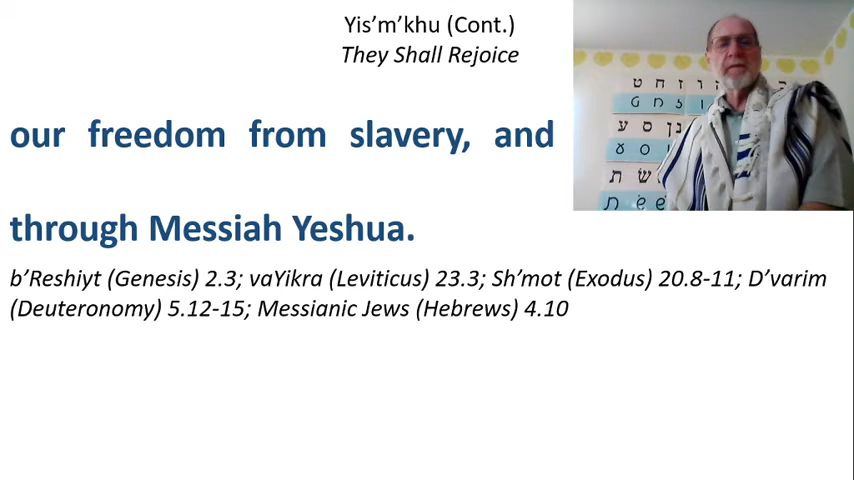 Yis’m’khu (Cont.)
They Shall Rejoice
our freedom from slavery, and
through Messiah Yeshua.
b’Reshiyt (Genesis) 2.3; vaYikra (Leviticus) 23.3; Sh’mot (Exodus) 20.8-11; D’varim
(Deuteronomy) 5.12-15; Messianic Jews (Hebrews) 4.10
ט ח ז ו
ע ס נן
ת שׂ